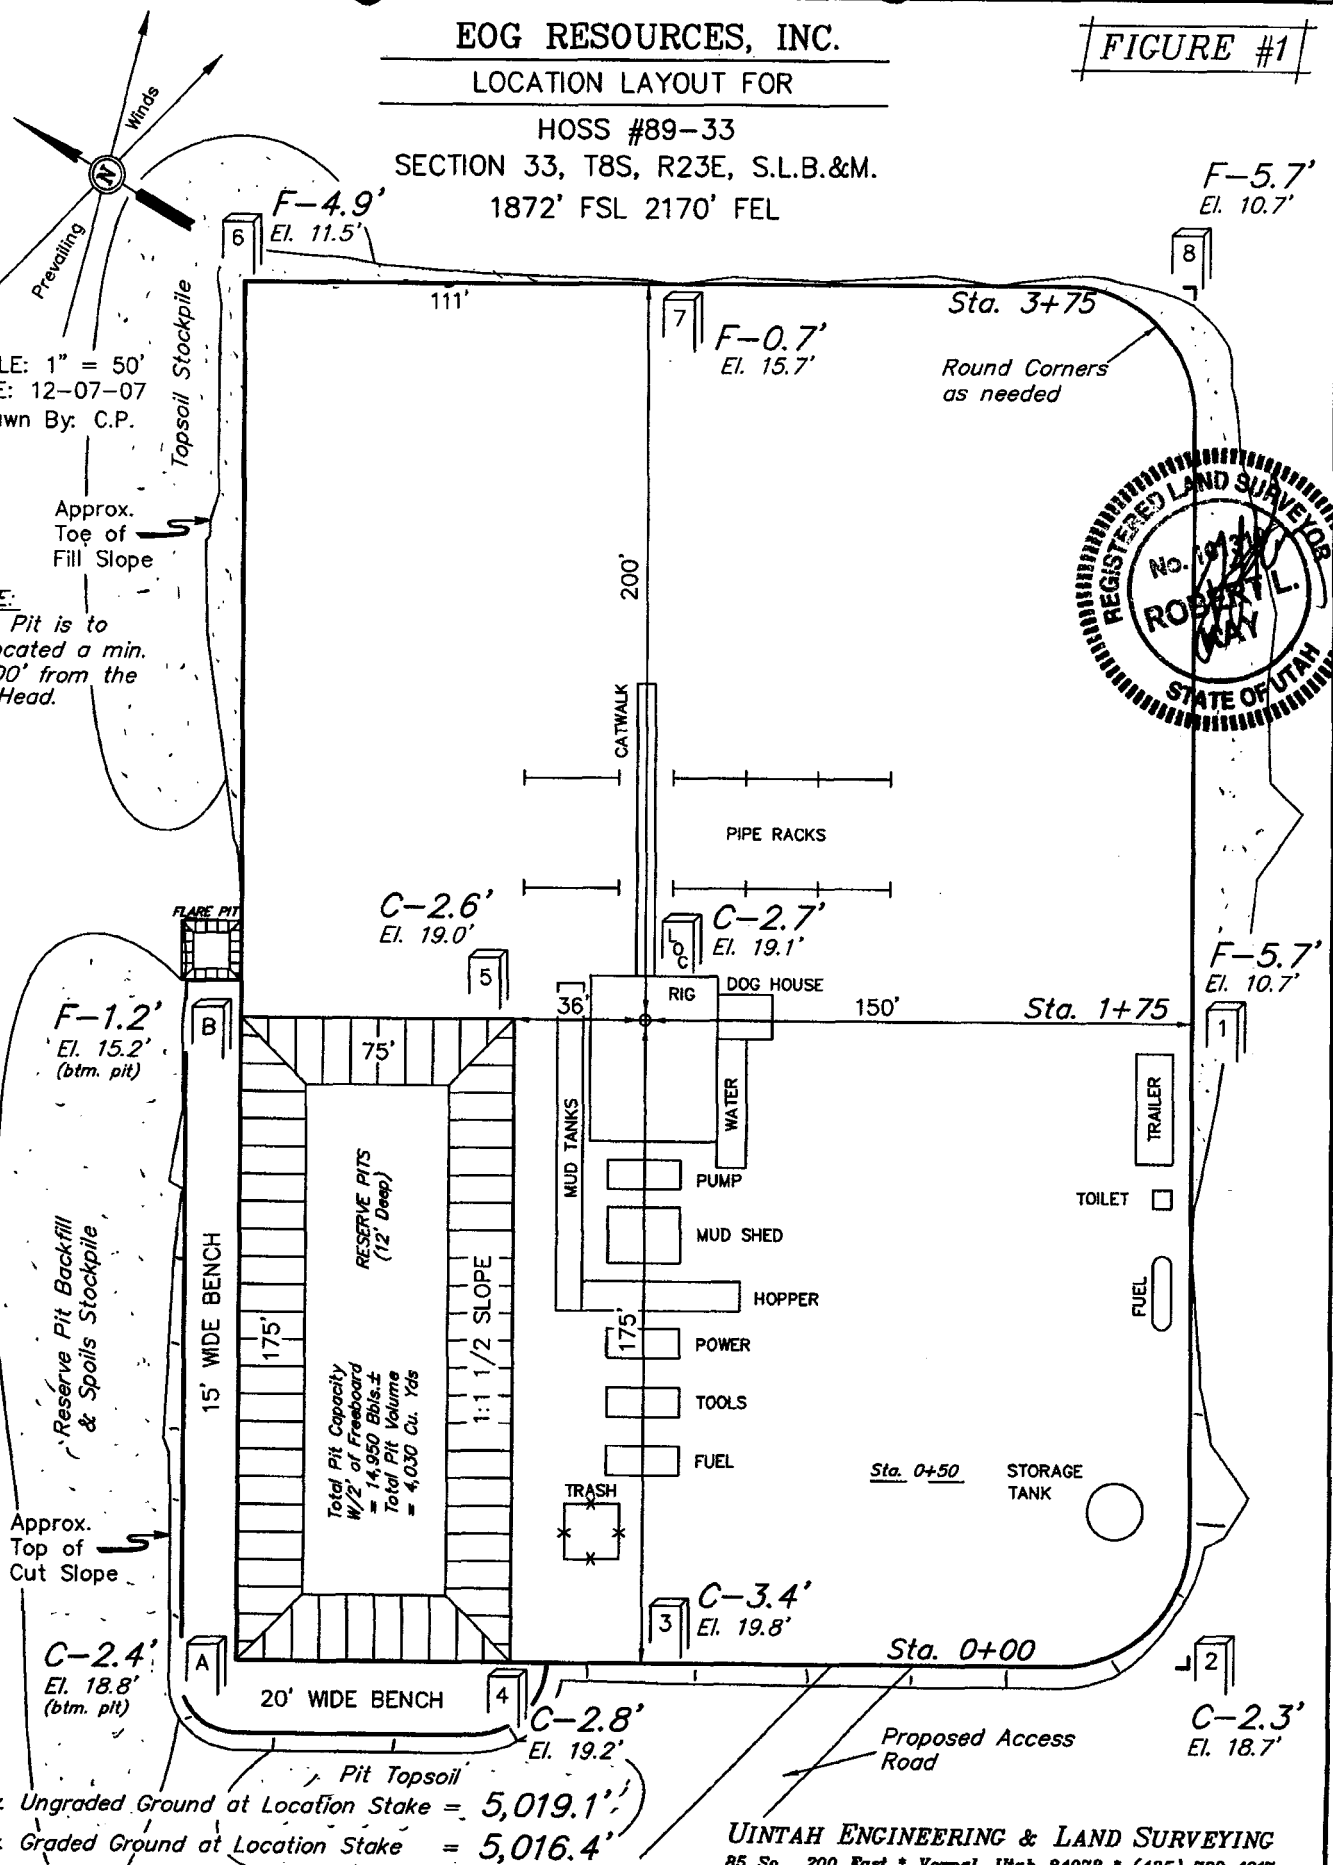 EOG RESOURCES, INC.
LOCATION LAYOUT FOR
HOSS #89-33
SECTION 33, T8S, R23E, S.L.B.&M.
1872' FSL 2170' FEL
FIGURE #1
Winds
N
Prevailing
LE: 1" = 50'
E: 12-07-07
wn By: C.P.
F-4.9'
El. 11.5'
6
F-5.7'
El. 10.7'
8
111'
7
F-0.7'
El. 15.7'
Sta. 3+75
Round Corners
as needed
Topsoil Stockpile
Approx.
Toe of
Fill Slope
E:
Pit is to
cated a min.
00' from the
Head.
200'
REGISTERED LAND SURVEYOR
No.
ROBERT L.
KAY
STATE OF UTAH
CATWALK
PIPE RACKS
FLARE PIT
C-2.6'
El. 19.0'
5
LOC
C-2.7'
El. 19.1'
RIG
DOG HOUSE
F-5.7'
El. 10.7'
1
F-1.2'
El. 15.2'
(btm. pit)
B
75'
36'
150'
Sta. 1+75
MUD TANKS
WATER
TRAILER
PUMP
TOILET
MUD SHED
HOPPER
FUEL
RESERVE PITS
(12' Deep)
Reserve Pit Backfill
& Spoils Stockpile
15' WIDE BENCH
175'
1:1 1/2 SLOPE
175'
POWER
TOOLS
FUEL
Total Pit Capacity
W/2' of Freeboard
= 14,950 Bbls.±
Total Pit Volume
= 4,030 Cu. Yds
TRASH
Sta. 0+50
STORAGE
TANK
Approx.
Top of
Cut Slope
C-2.4'
El. 18.8'
(btm. pit)
A
20' WIDE BENCH
4
C-2.8'
El. 19.2'
3
C-3.4'
El. 19.8'
Sta. 0+00
2
C-2.3'
El. 18.7'
Proposed Access
Road
Pit Topsoil
. Ungraded Ground at Location Stake = 5,019.1'
. Graded Ground at Location Stake = 5,016.4'
UINTAH ENGINEERING & LAND SURVEYING
85 So. 200 East * Vernal, Utah 84078 * (435)